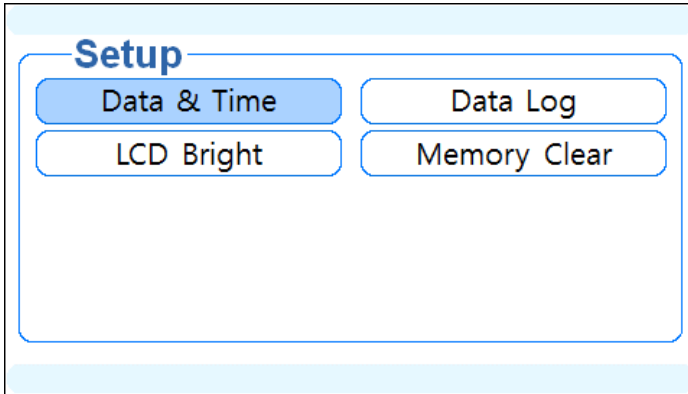 Setup
Data & Time
Data Log
LCD Bright
Memory Clear